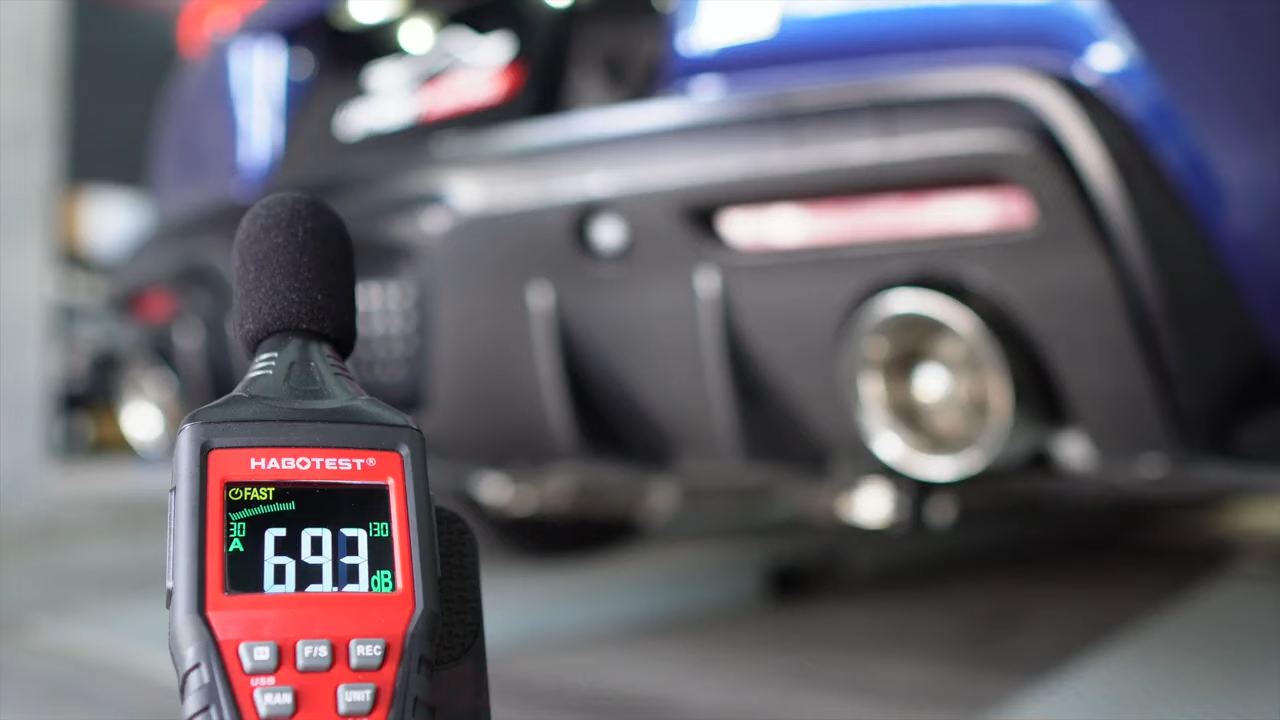 HABOTEST®
FAST
30 130
A
69.3 dB
F/S REC
USB
RAN UNIT